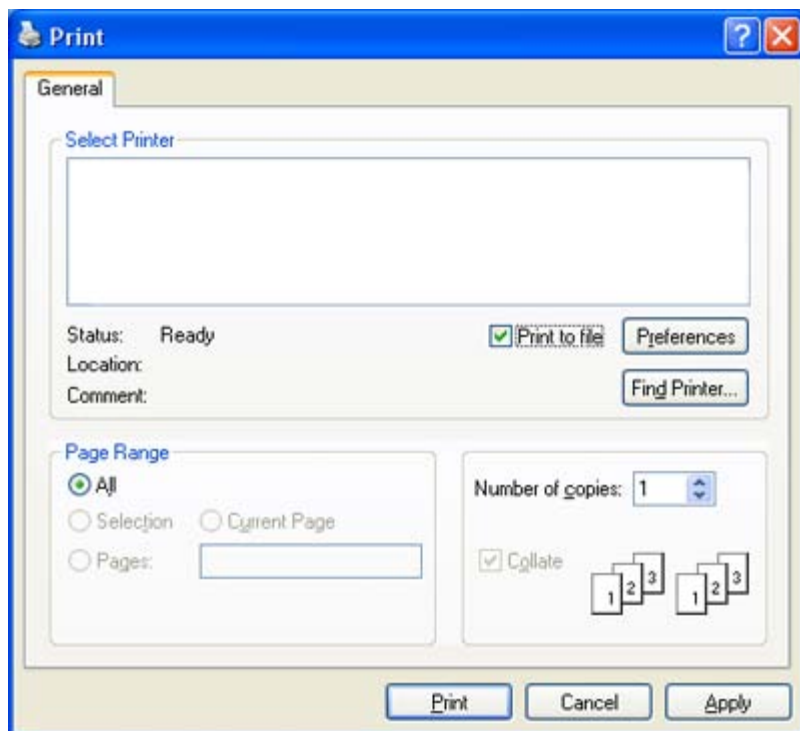 Print
General
Select Printer
Status: Ready
Print to file
Preferences
Location:
Comment:
Find Printer...
Page Range
All
Selection
Current Page
Pages:
Number of copies: 1
Collate
1 2 3 1 2 3
Print
Cancel
Apply